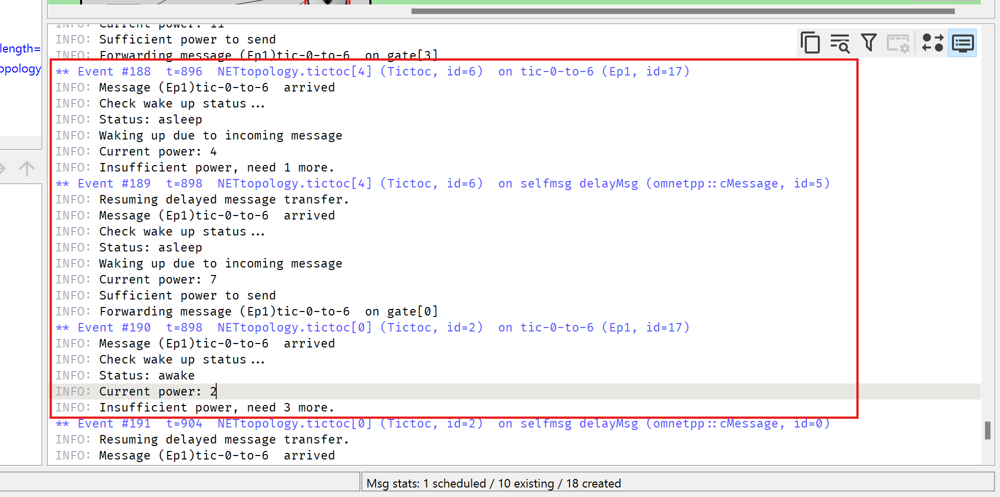 length=
opology
INFO: Current power: 11
INFO: Sufficient power to send
INFO: Forwarding message (Ep1)tic-0-to-6  on gate[3]
** Event #188  t=896  NETtopology.tictoc[4] (Tictoc, id=6)  on tic-0-to-6 (Ep1, id=17)
INFO: Message (Ep1)tic-0-to-6  arrived
INFO: Check wake up status...
INFO: Status: asleep
INFO: Waking up due to incoming message
INFO: Current power: 4
INFO: Insufficient power, need 1 more.
** Event #189  t=898  NETtopology.tictoc[4] (Tictoc, id=6)  on selfmsg delayMsg (omnetpp::cMessage, id=5)
INFO: Resuming delayed message transfer.
INFO: Message (Ep1)tic-0-to-6  arrived
INFO: Check wake up status...
INFO: Status: asleep
INFO: Waking up due to incoming message
INFO: Current power: 7
INFO: Sufficient power to send
INFO: Forwarding message (Ep1)tic-0-to-6  on gate[0]
** Event #190  t=898  NETtopology.tictoc[0] (Tictoc, id=2)  on tic-0-to-6 (Ep1, id=17)
INFO: Message (Ep1)tic-0-to-6  arrived
INFO: Check wake up status...
INFO: Status: awake
INFO: Current power: 2
INFO: Insufficient power, need 3 more.
** Event #191  t=904  NETtopology.tictoc[0] (Tictoc, id=2)  on selfmsg delayMsg (omnetpp::cMessage, id=0)
INFO: Resuming delayed message transfer.
INFO: Message (Ep1)tic-0-to-6  arrived
Msg stats: 1 scheduled / 10 existing / 18 created